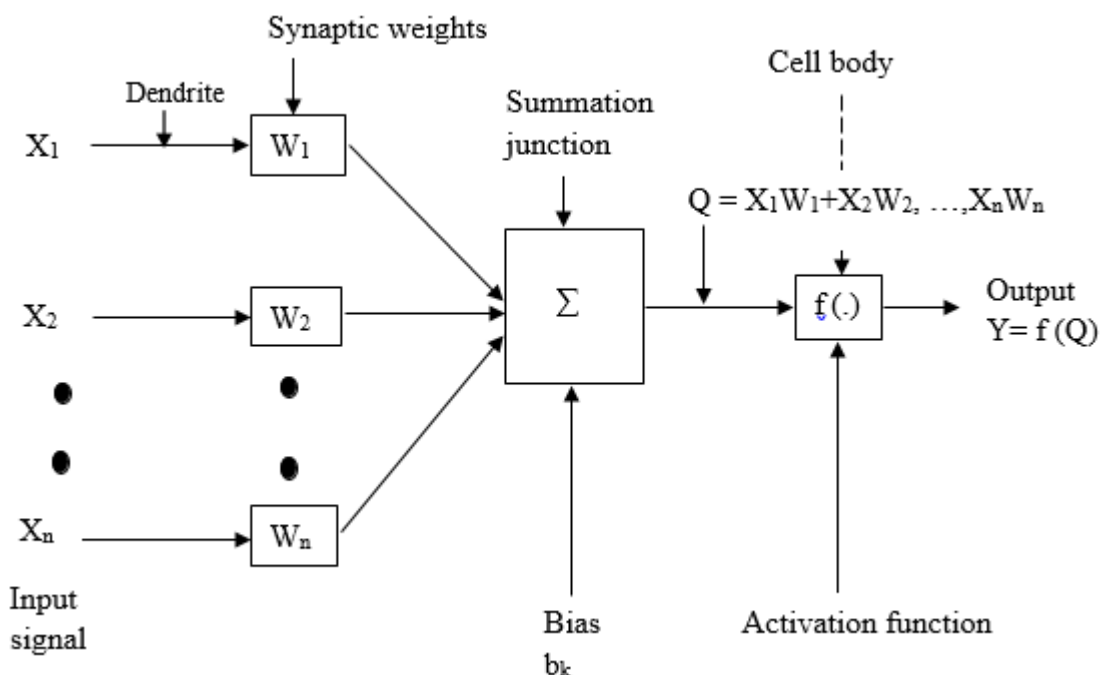 Synaptic weights
Cell body
Dendrite
Summation
junction
X₁
W₁
Q = X₁W₁+X₂W₂, ...,XₙWₙ
X₂
W₂
Σ
f(.)
Output
Y= f (Q)
Xₙ
Wₙ
Input
signal
Bias
bₖ
Activation function